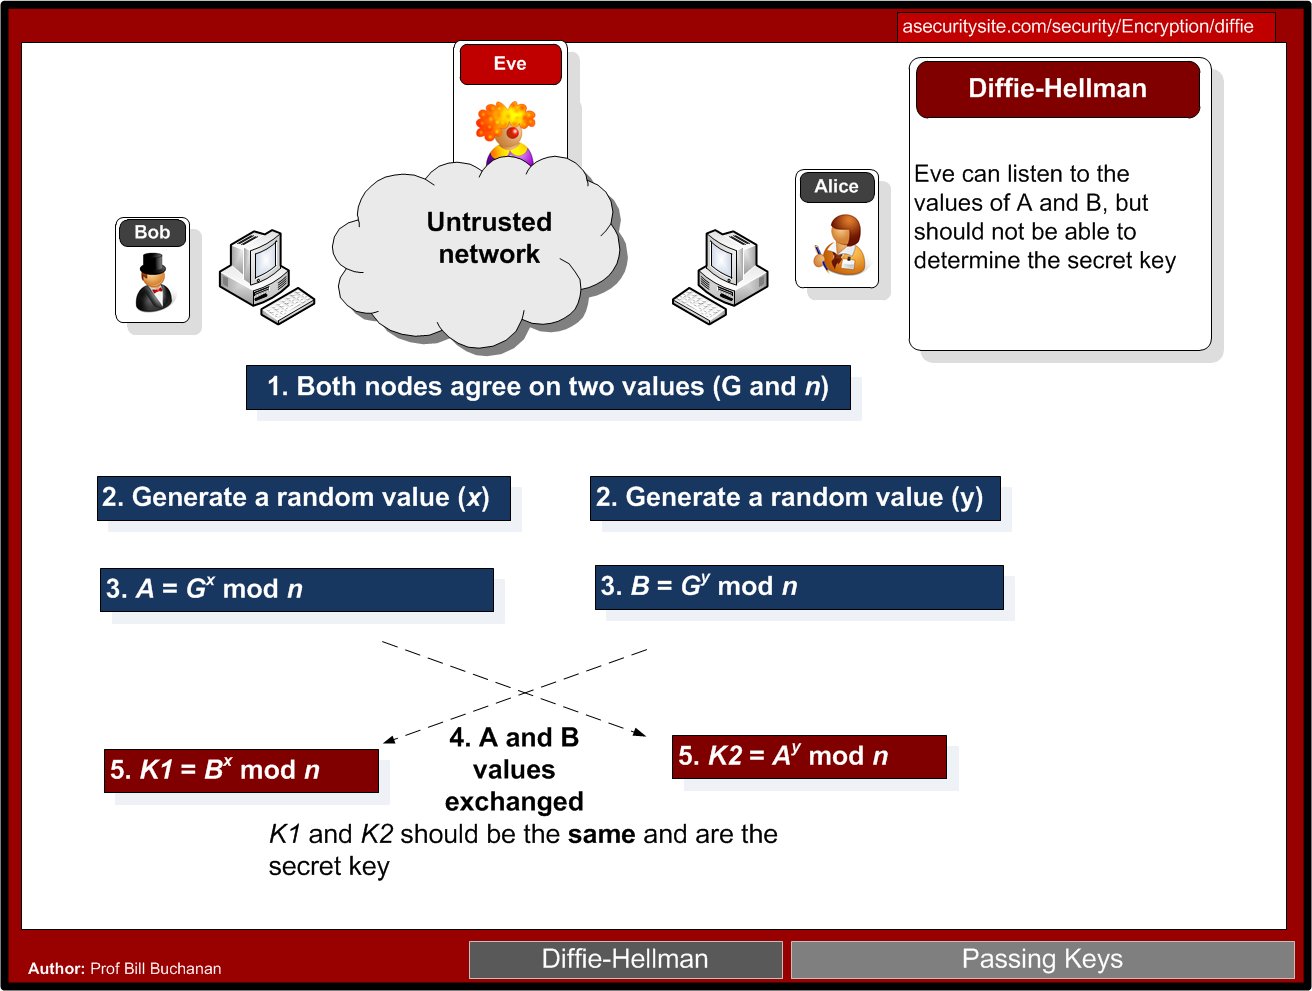 asecuritysite.com/security/Encryption/diffie
Eve
Diffie-Hellman
Eve can listen to the
values of A and B, but
should not be able to
determine the secret key
Alice
Bob
Untrusted
network
1. Both nodes agree on two values (G and n)
2. Generate a random value (x)
2. Generate a random value (y)
3. A = G^x mod n
3. B = G^y mod n
4. A and B
values
exchanged
5. K1 = B^x mod n
5. K2 = A^y mod n
K1 and K2 should be the same and are the
secret key
Author: Prof Bill Buchanan
Diffie-Hellman
Passing Keys